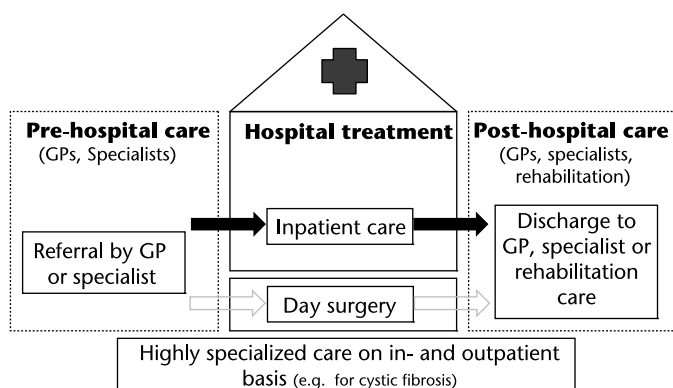 Pre-hospital care
(GPs, Specialists)
Hospital treatment
Post-hospital care
(GPs, specialists,
rehabilitation)
Referral by GP
or specialist
Inpatient care
Discharge to
GP, specialist or
rehabilitation
care
Day surgery
Highly specialized care on in- and outpatient
basis (e.g. for cystic fibrosis)